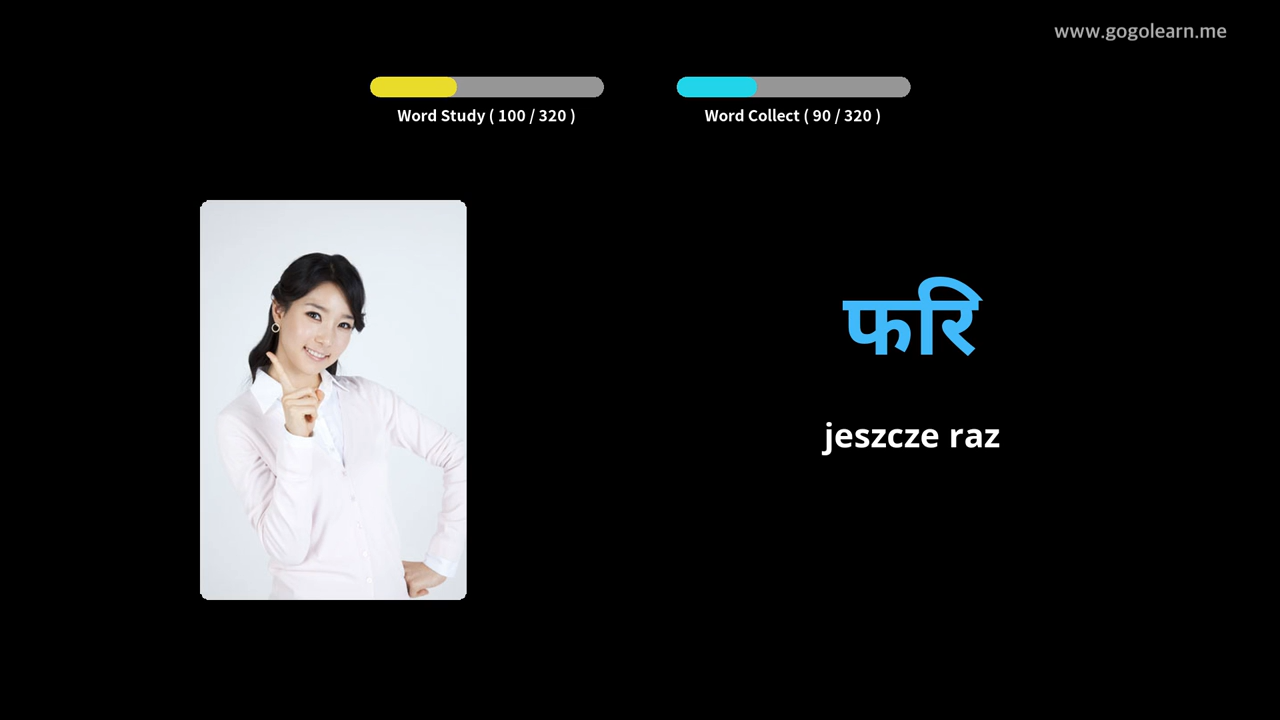 www.gogolearn.me
Word Study ( 100 / 320 )
Word Collect ( 90 / 320 )
फरि
jeszcze raz